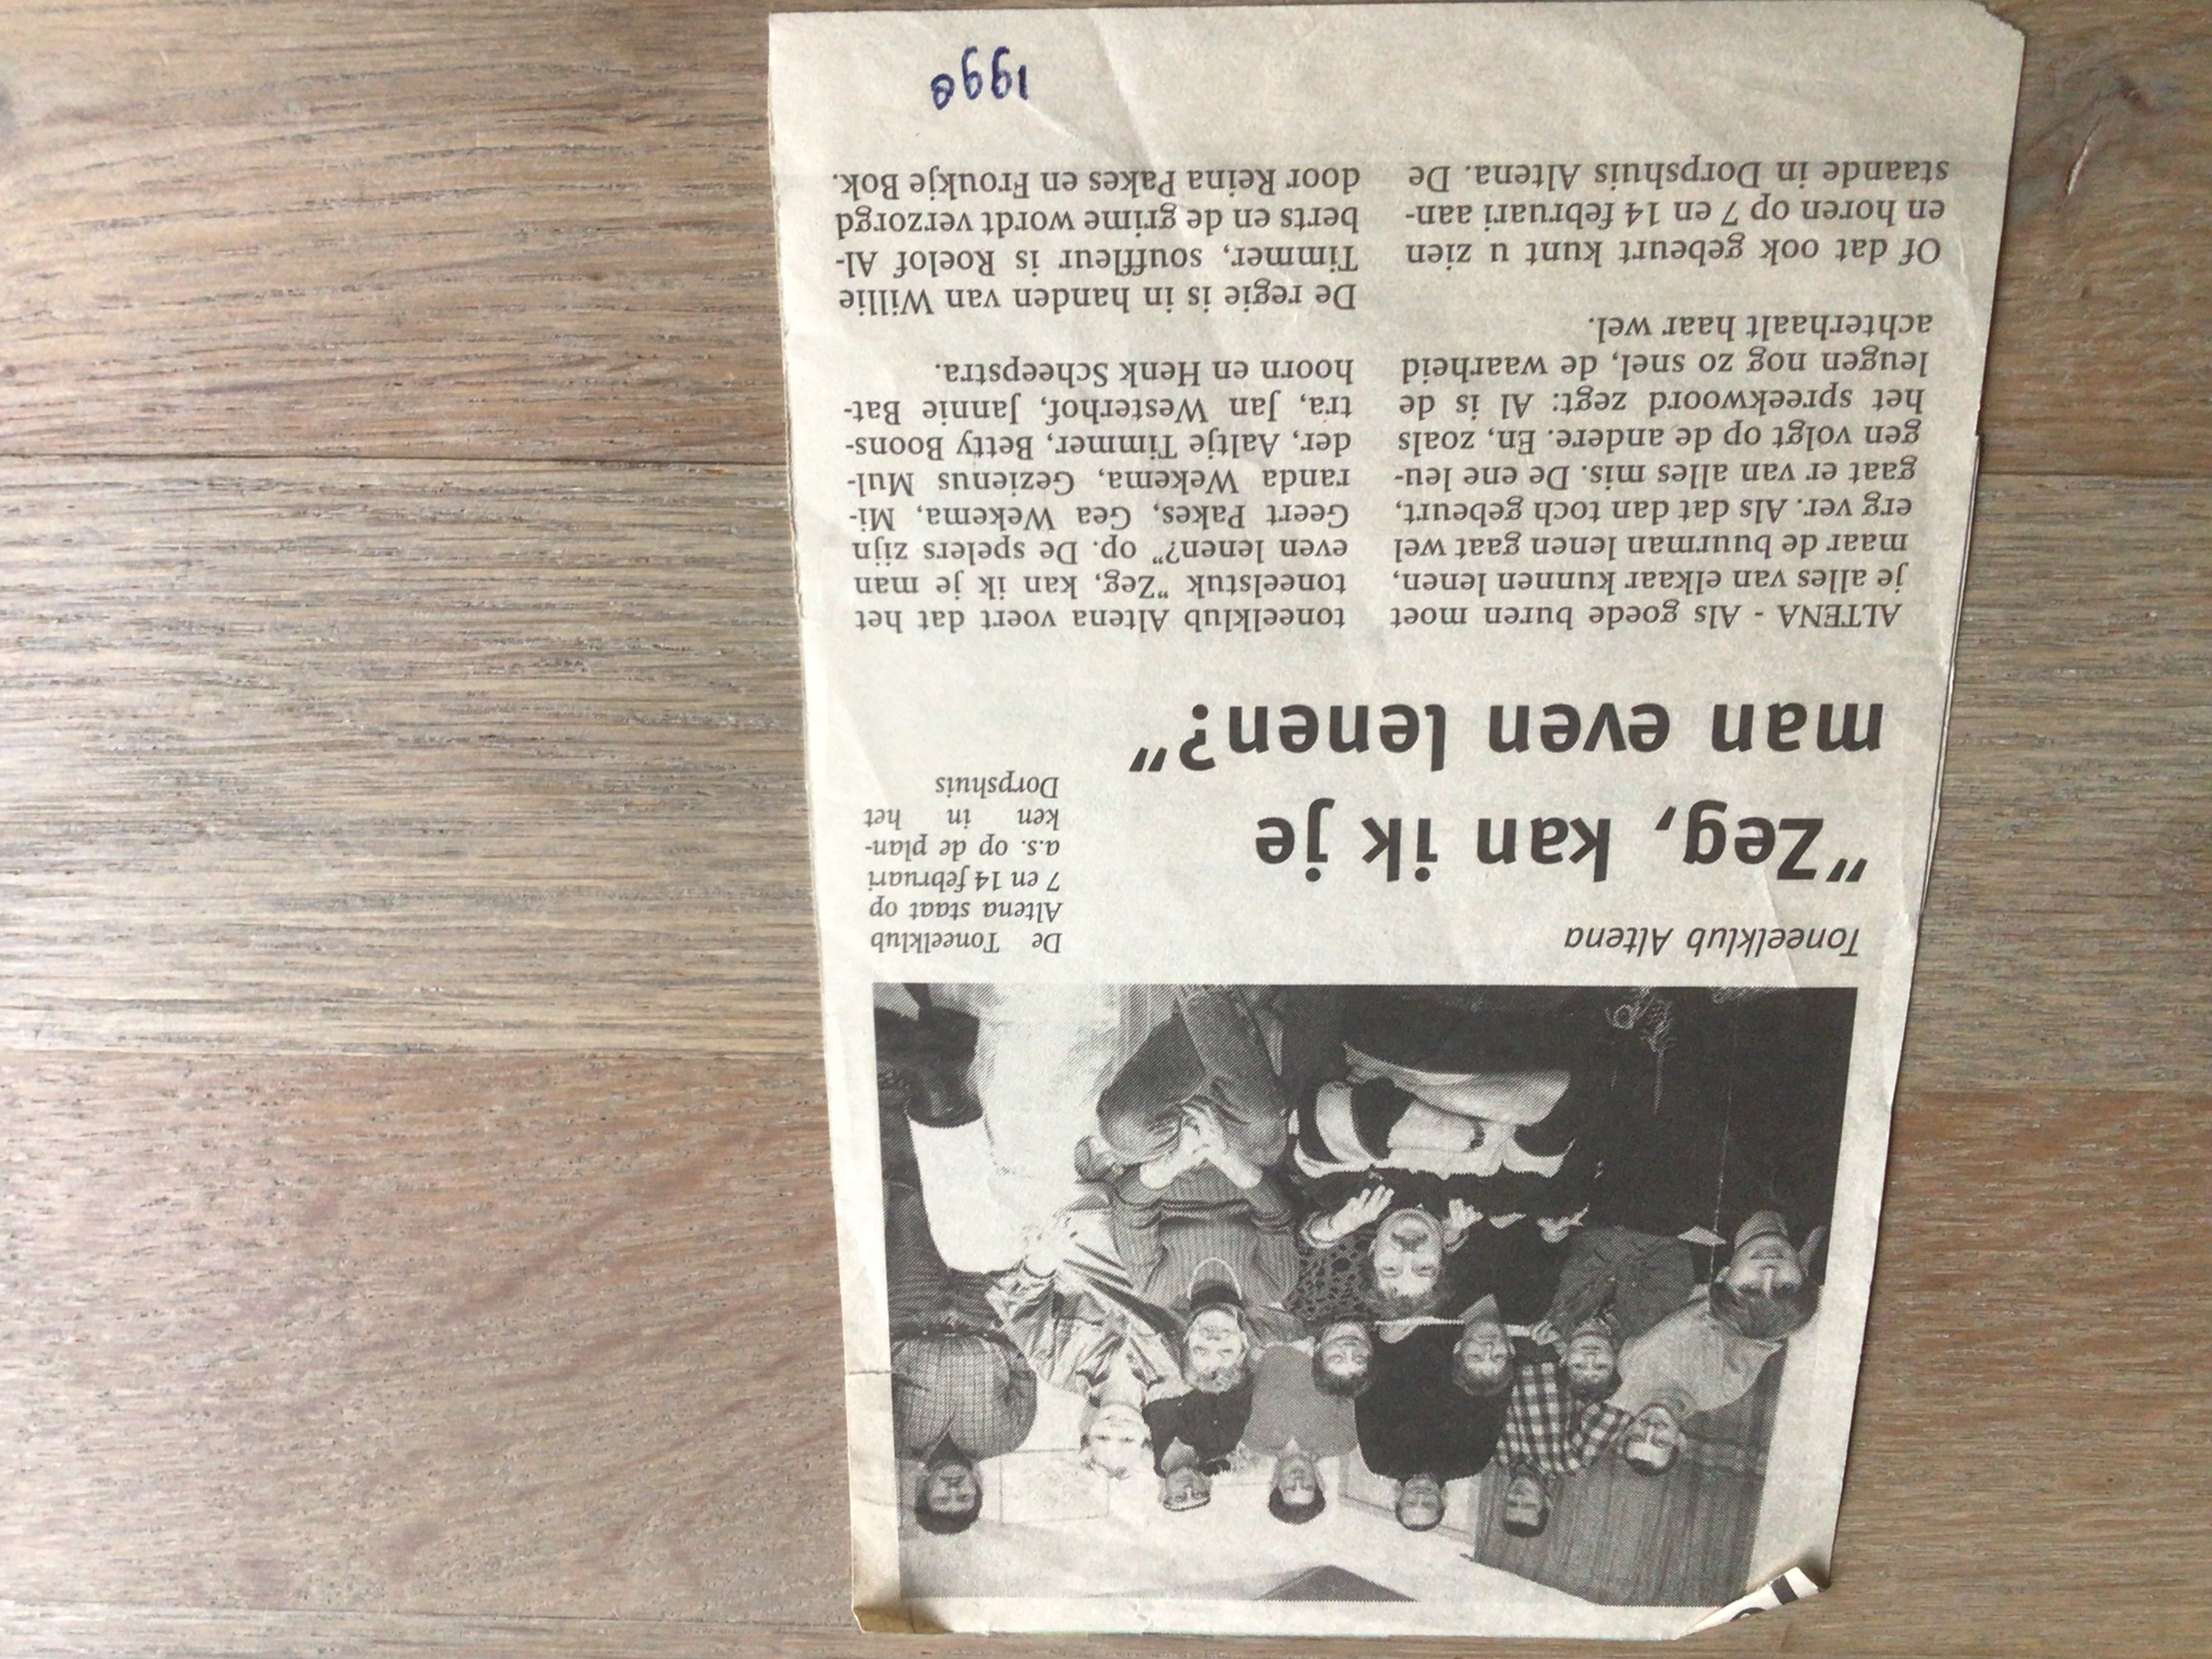 Toneelklub Altena
"Zeg, kan ik je
man even lenen?"
De Toneelklub
Altena staat op
7 en 14 februari
a.s. op de plan-
ken in het
Dorpshuis
ALTENA - Als goede buren moet
je alles van elkaar kunnen lenen,
maar de buurman lenen gaat wel
erg ver. Als dat dan toch gebeurt,
gaat er van alles mis. De ene leu-
gen volgt op de andere. En, zoals
het spreekwoord zegt: Al is de
leugen nog zo snel, de waarheid
achterhaalt haar wel.
Of dat ook gebeurt kunt u zien
en horen op 7 en 14 februari aan-
staande in Dorpshuis Altena. De
toneelklub Altena voert dat het
toneelstuk "Zeg, kan ik je man
even lenen?" op. De spelers zijn
Geert Pakes, Gea Wekema, Mi-
randa Wekema, Gezienus Mul-
der, Aaltje Timmer, Betty Boons-
tra, Jan Westerhof, Jannie Bat-
hoorn en Henk Scheepstra.
De regie is in handen van Willie
Timmer, souffleur is Roelof Al-
berts en de grime wordt verzorgd
door Reina Pakes en Froukje Bok.